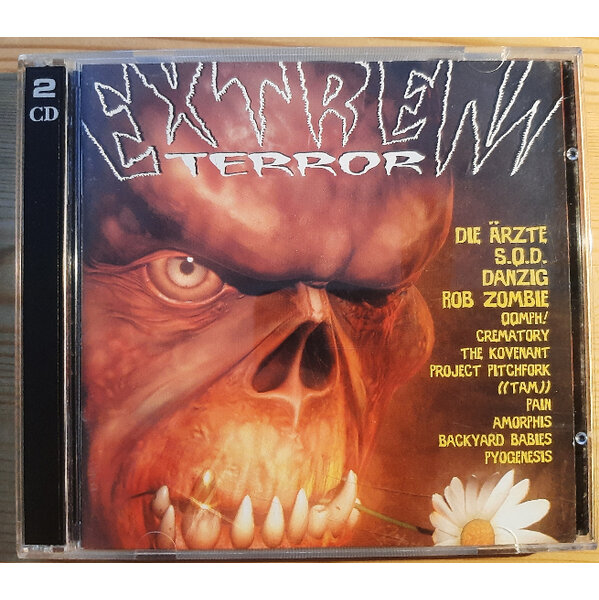 2
CD
EXTREM
TERROR
DIE ÄRZTE
S.O.D.
DANZIG
ROB ZOMBIE
OOMPH!
CREMATORY
THE KOVENANT
PROJECT PITCHFORK
((TAM))
PAIN
AMORPHIS
BACKYARD BABIES
PYOGENESIS